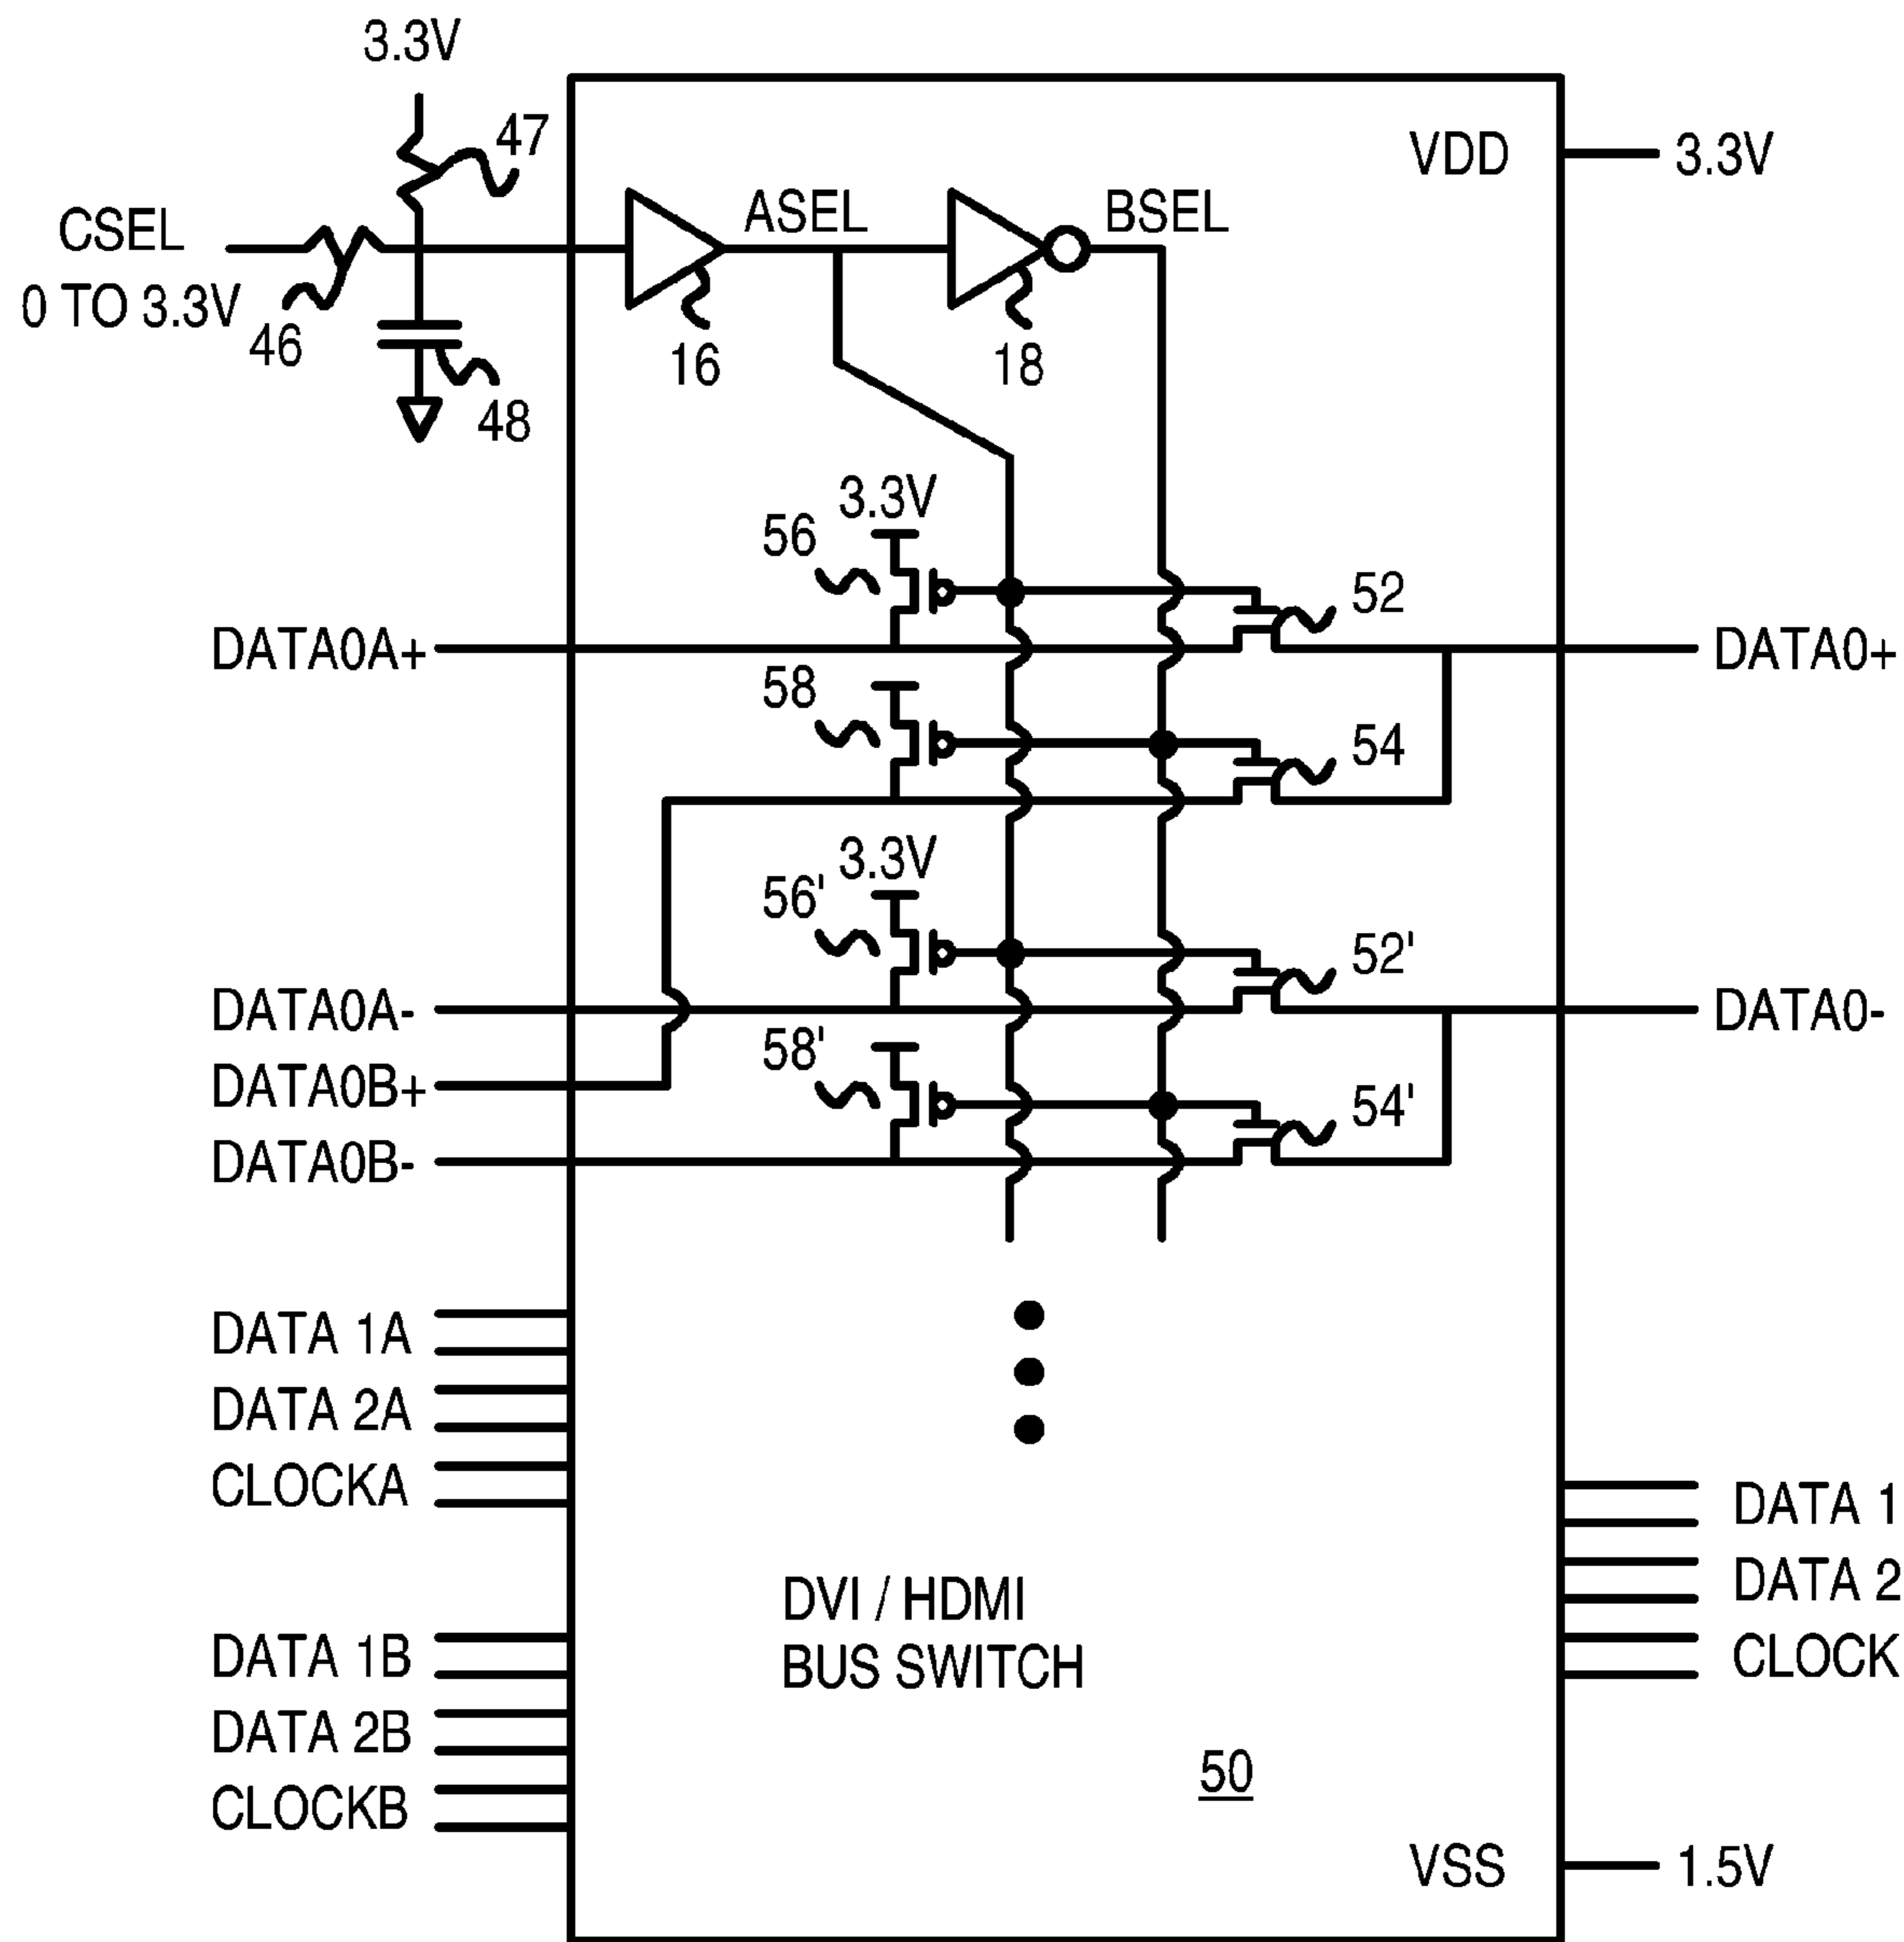 3.3V
47
VDD
3.3V
CSEL
ASEL
BSEL
0 TO 3.3V
46
16
18
48
3.3V
56
52
DATA0A+
DATA0+
58
54
3.3V
56'
52'
DATA0A-
DATA0-
58'
DATA0B+
54'
DATA0B-
DATA 1A
DATA 2A
CLOCKA
DATA 1
DATA 2
DVI / HDMI
BUS SWITCH
CLOCK
DATA 1B
DATA 2B
50
CLOCKB
VSS
1.5V